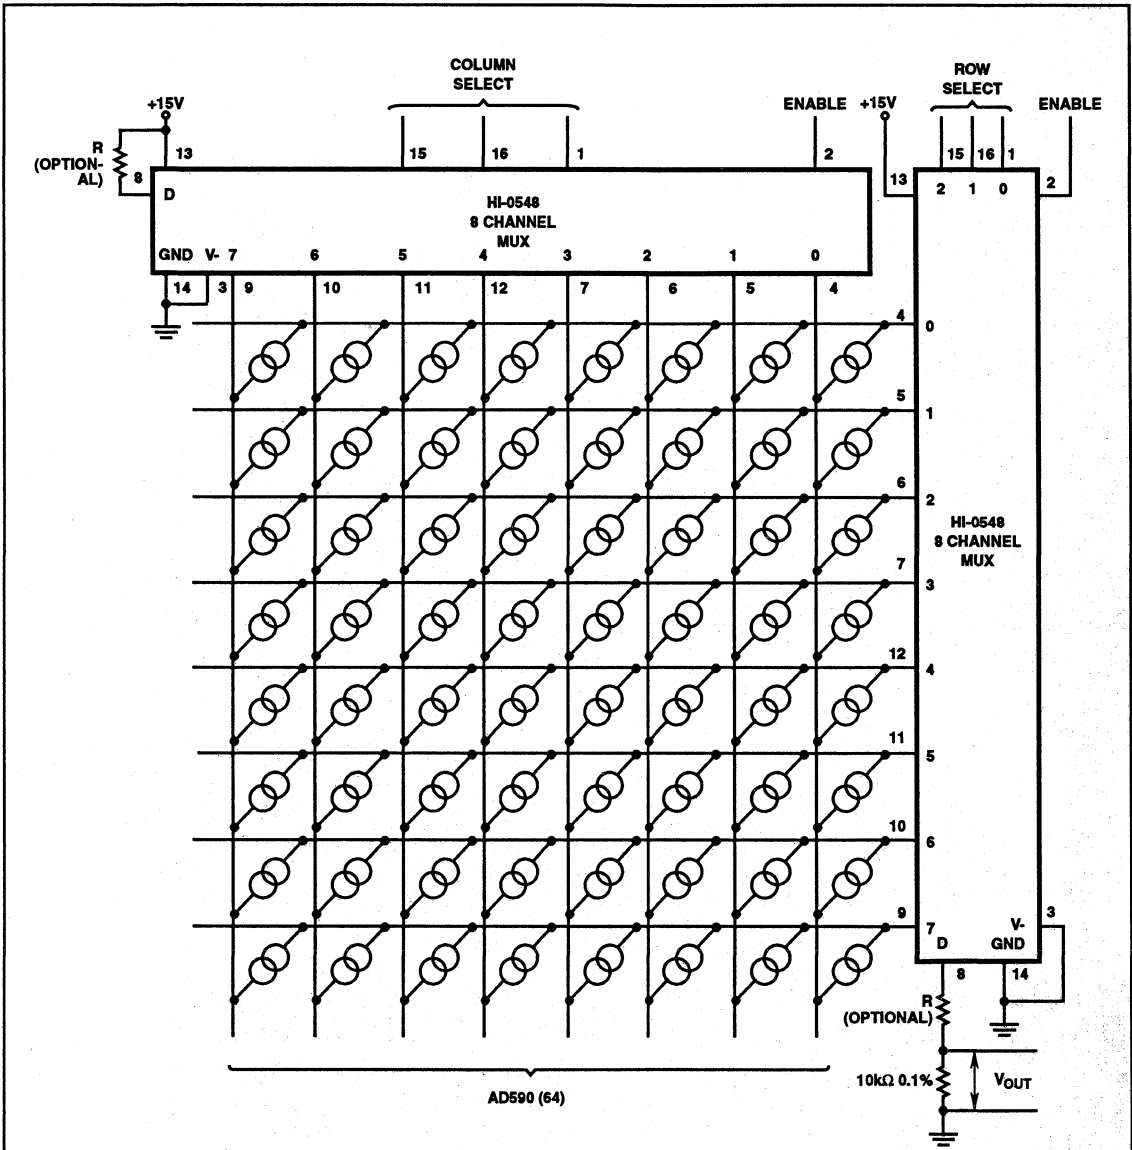 COLUMN
SELECT
ROW
SELECT
+15V
ENABLE
+15V
ENABLE
R
(OPTION-
AL)
13
15
16
1
2
15
16
1
8
D
13
2
1
0
2
HI-0548
8 CHANNEL
MUX
GND
V-
7
6
5
4
3
2
1
0
14
3
9
10
11
12
7
6
5
4
4
0
5
1
6
2
HI-0548
8 CHANNEL
MUX
7
3
12
4
11
5
10
6
9
7
V-
3
D
GND
8
14
R
(OPTIONAL)
10kΩ 0.1%
VOUT
AD590 (64)